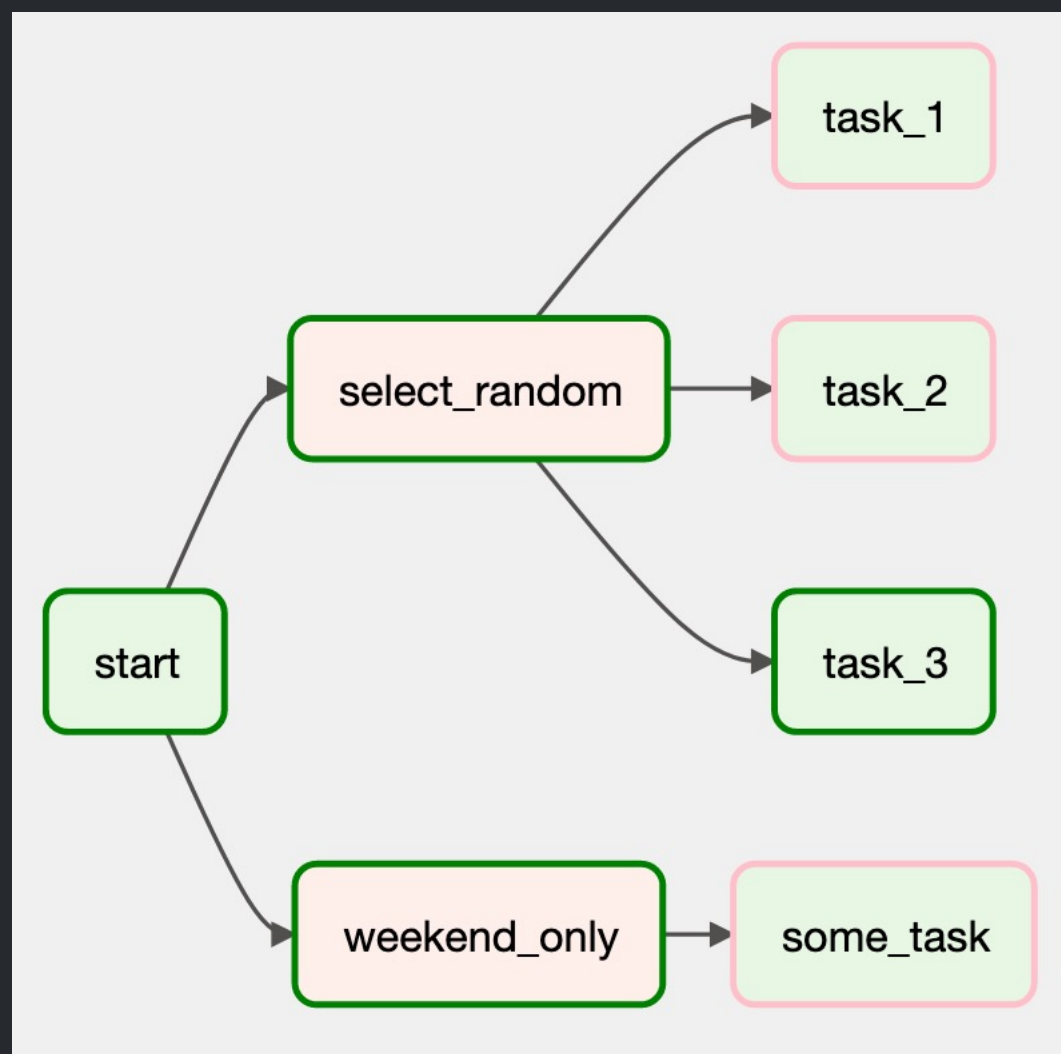 task_1
select_random
task_2
start
task_3
weekend_only
some_task